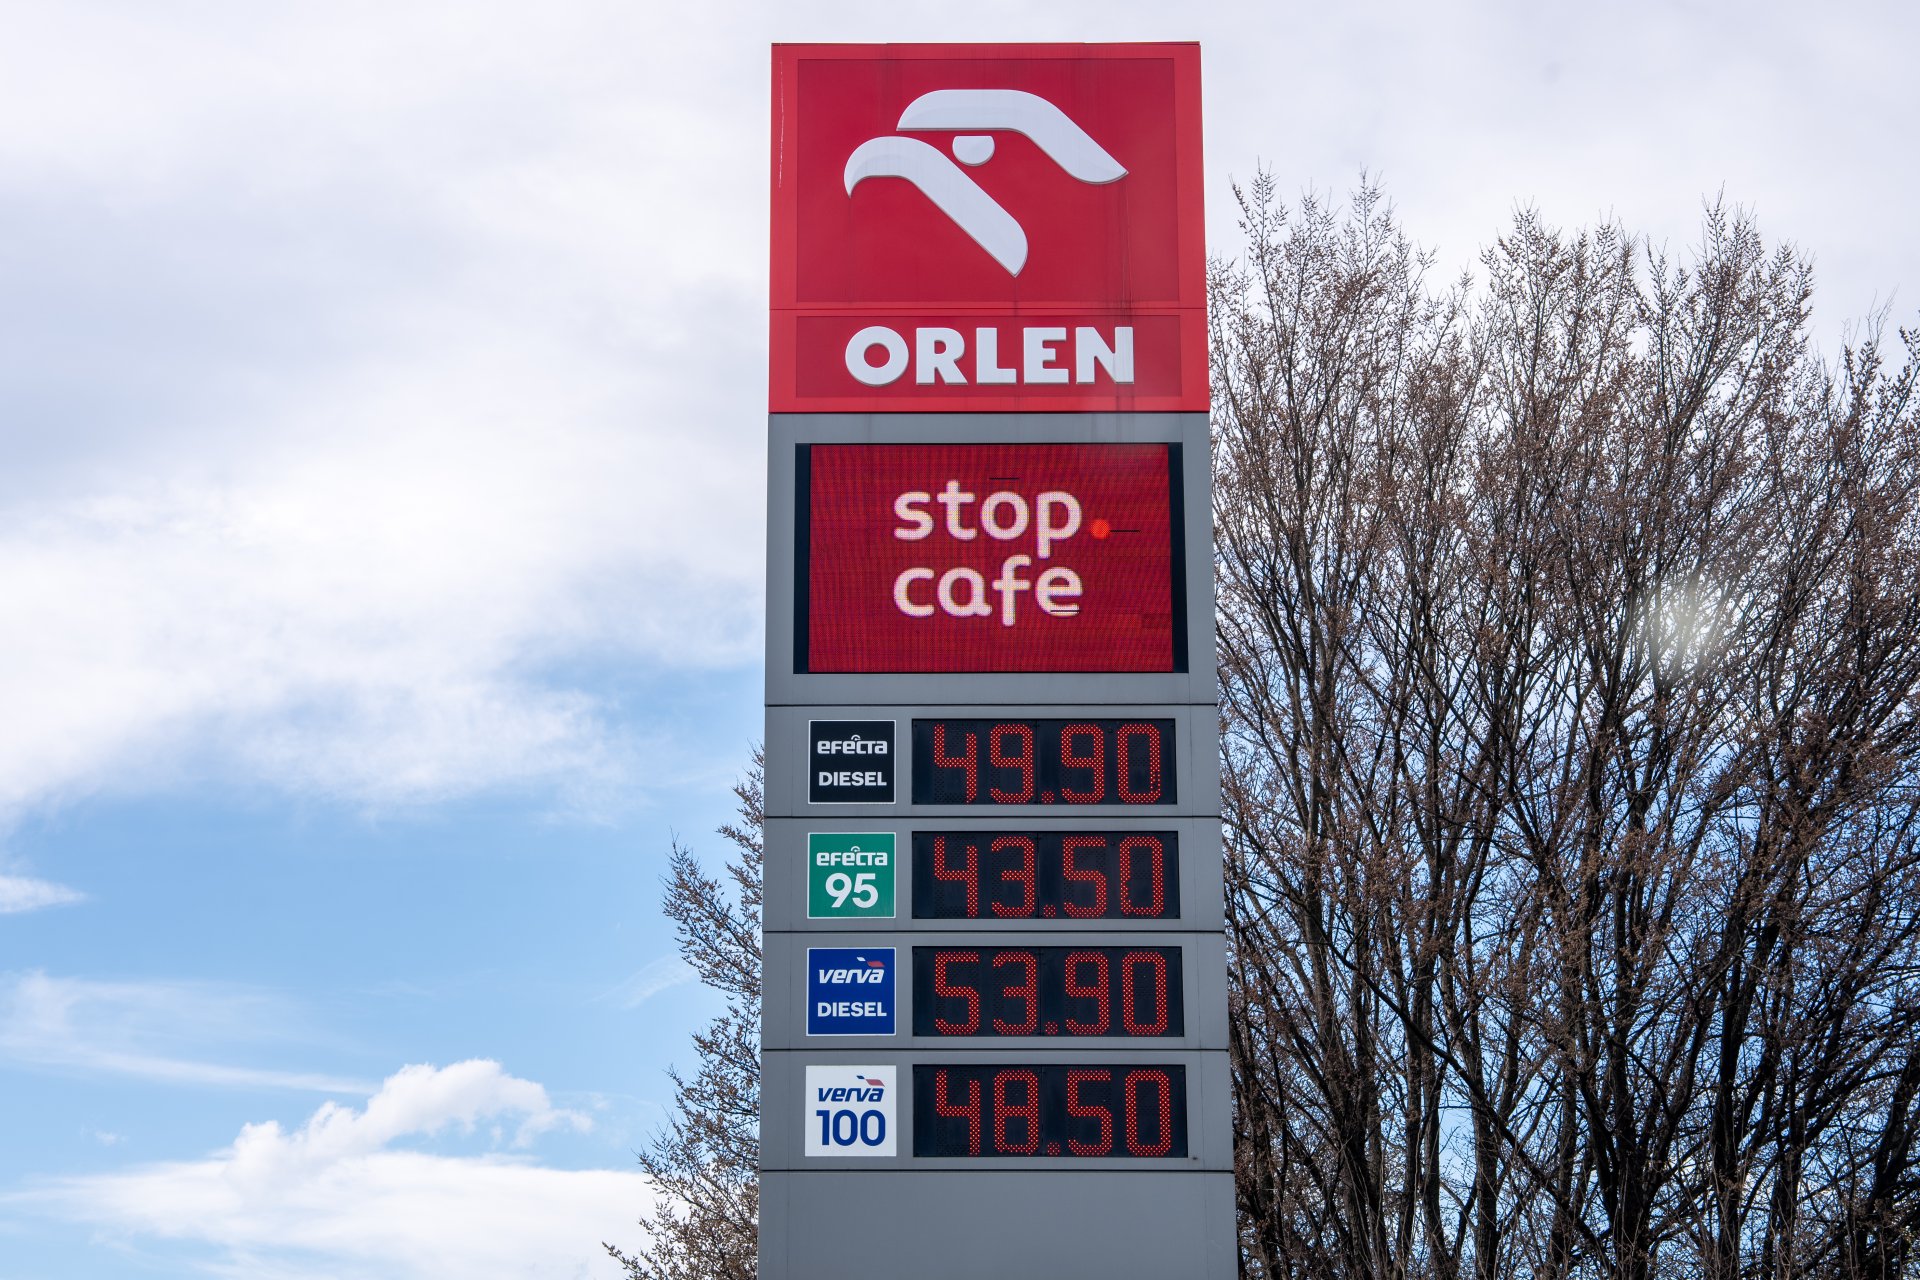 ORLEN
stop.
cafe
efecta
DIESEL
49.90
efecta
95
43.50
verva
DIESEL
53.90
verva
100
48.50